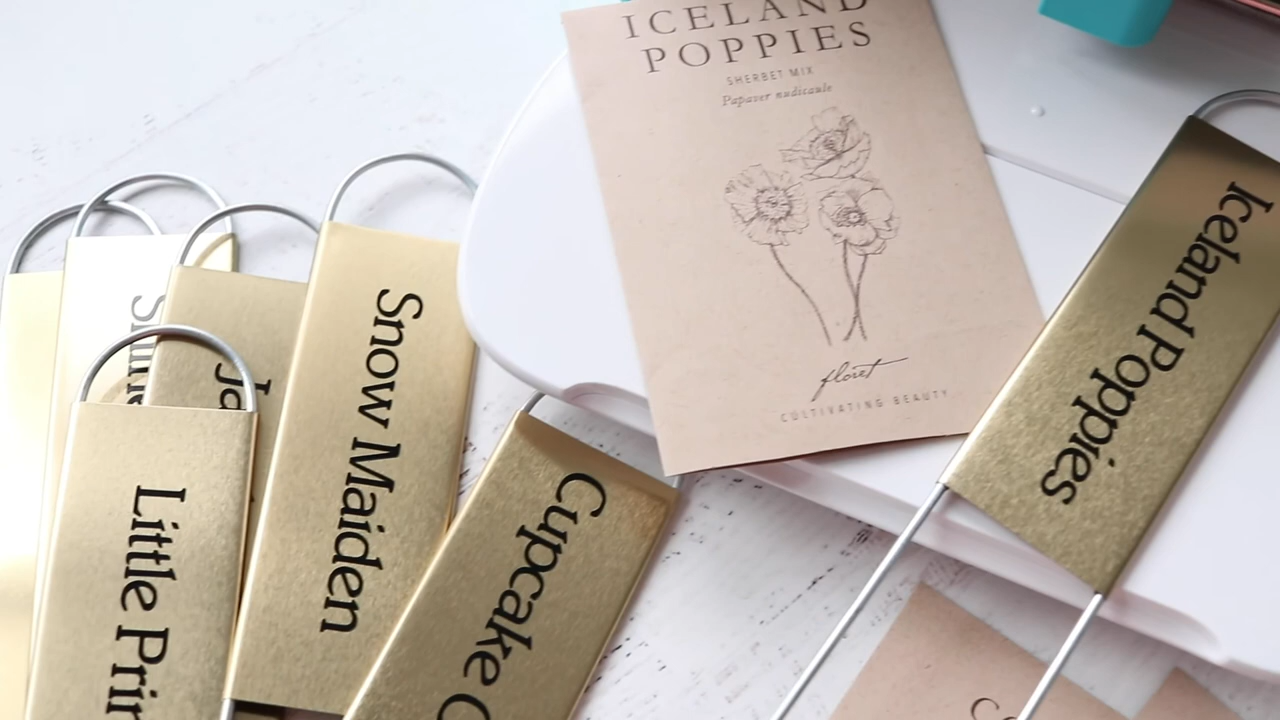 ICELAND
POPPIES
SHERBET MIX
Papaver nudicaule
floret
CULTIVATING BEAUTY
Iceland Poppies
Snow Maiden
Cupcake
Little